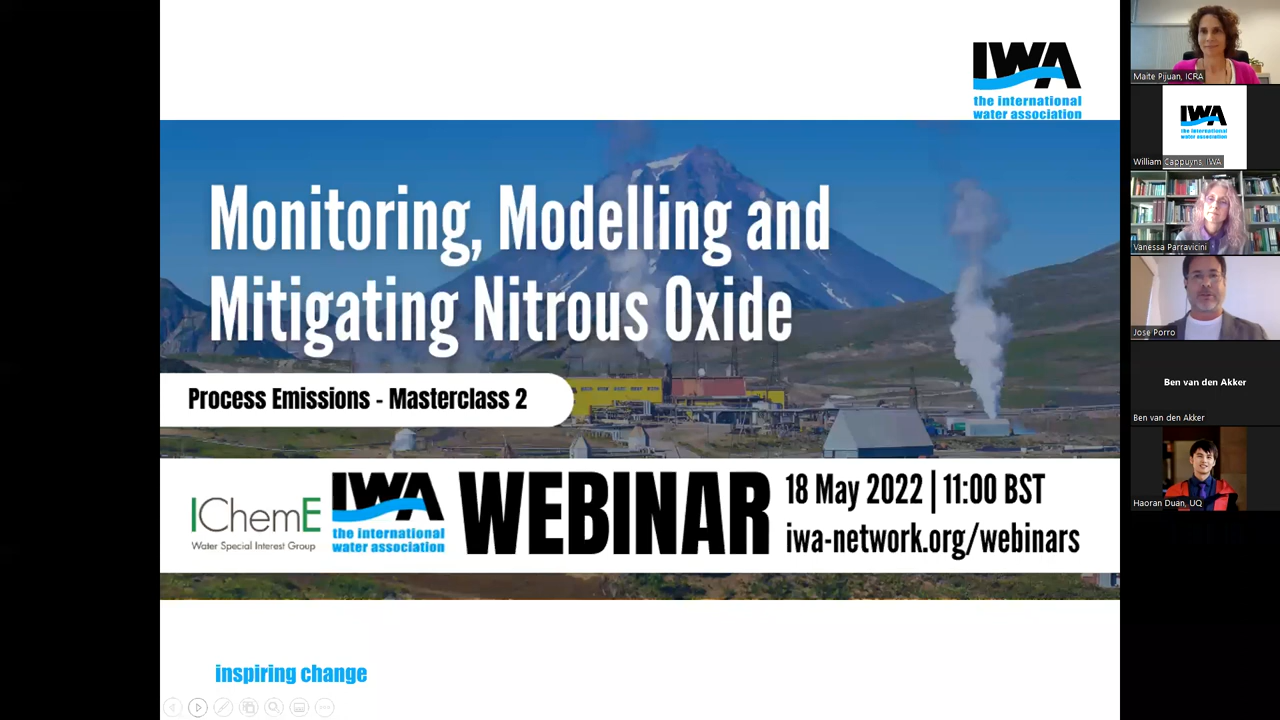 IWA
the international
water association
Monitoring, Modelling and
Mitigating Nitrous Oxide
Process Emissions - Masterclass 2
IChemE
Water Special Interest Group
IWA
the international
water association
WEBINAR
18 May 2022 | 11:00 BST
iwa-network.org/webinars
inspiring change
Maite Pijuan, ICRA
IWA
the international
water association
William Cappuyns, IWA
Vanessa Parravicini
Jose Porro
Ben van den Akker
Ben van den Akker
Haoran Duan, UQ